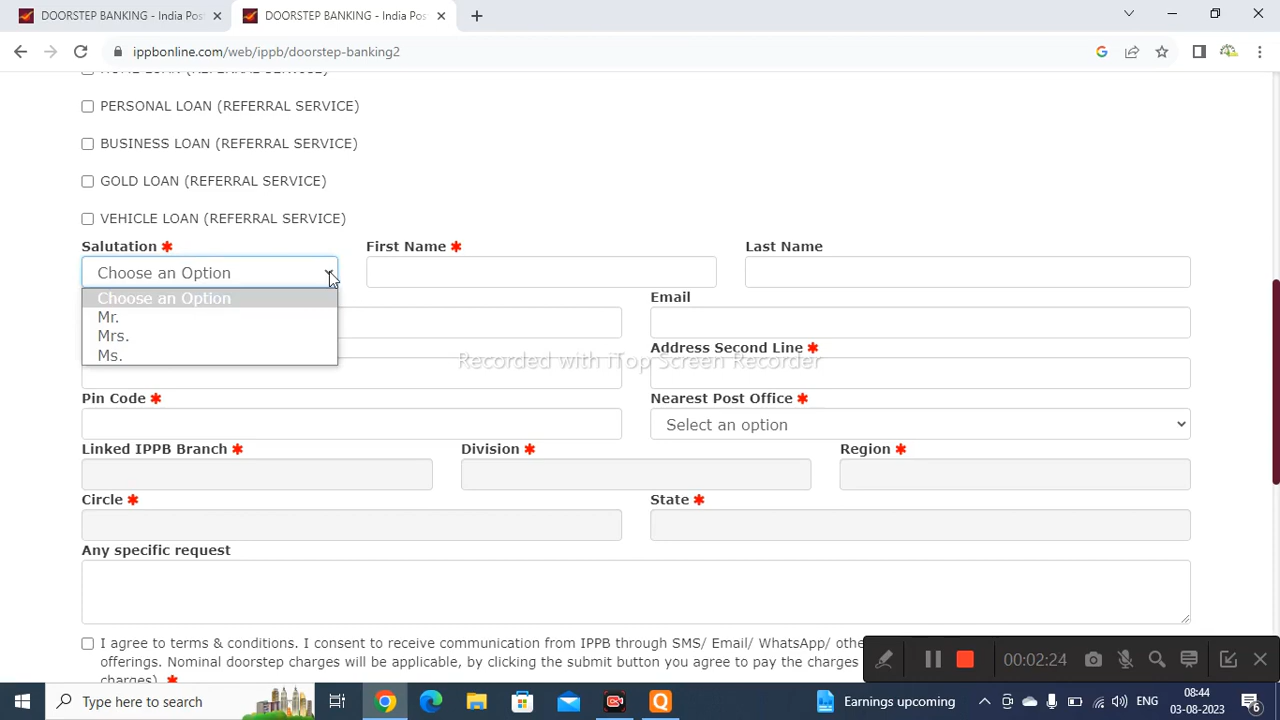 DOORSTEP BANKING - India Post
DOORSTEP BANKING - India Pos
ippbonline.com/web/ippb/doorstep-banking2
HOME LOAN (REFERRAL SERVICE)
PERSONAL LOAN (REFERRAL SERVICE)
BUSINESS LOAN (REFERRAL SERVICE)
GOLD LOAN (REFERRAL SERVICE)
VEHICLE LOAN (REFERRAL SERVICE)
Salutation ✱ First Name ✱ Last Name
Choose an Option
Choose an Option
Mr.
Mrs.
Ms.
Email
Address Second Line ✱
Recorded with iTop Screen Recorder
Pin Code ✱ Nearest Post Office ✱
Select an option
Linked IPPB Branch ✱ Division ✱ Region ✱
Circle ✱ State ✱
Any specific request
I agree to terms & conditions. I consent to receive communication from IPPB through SMS/ Email/ WhatsApp/ othe
offerings. Nominal doorstep charges will be applicable, by clicking the submit button you agree to pay the charges
charges). ✱
00:02:24
Type here to search
Earnings upcoming
ENG
08:44
03-08-2023
6